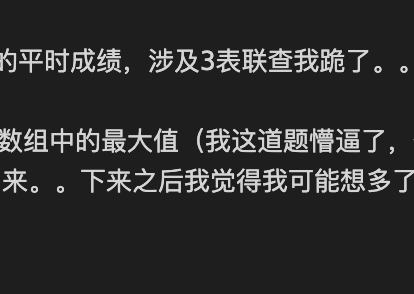 的平时成绩，涉及3表联查我跪了。。
数组中的最大值（我这道题懵逼了，
来。。下来之后我觉得我可能想多了